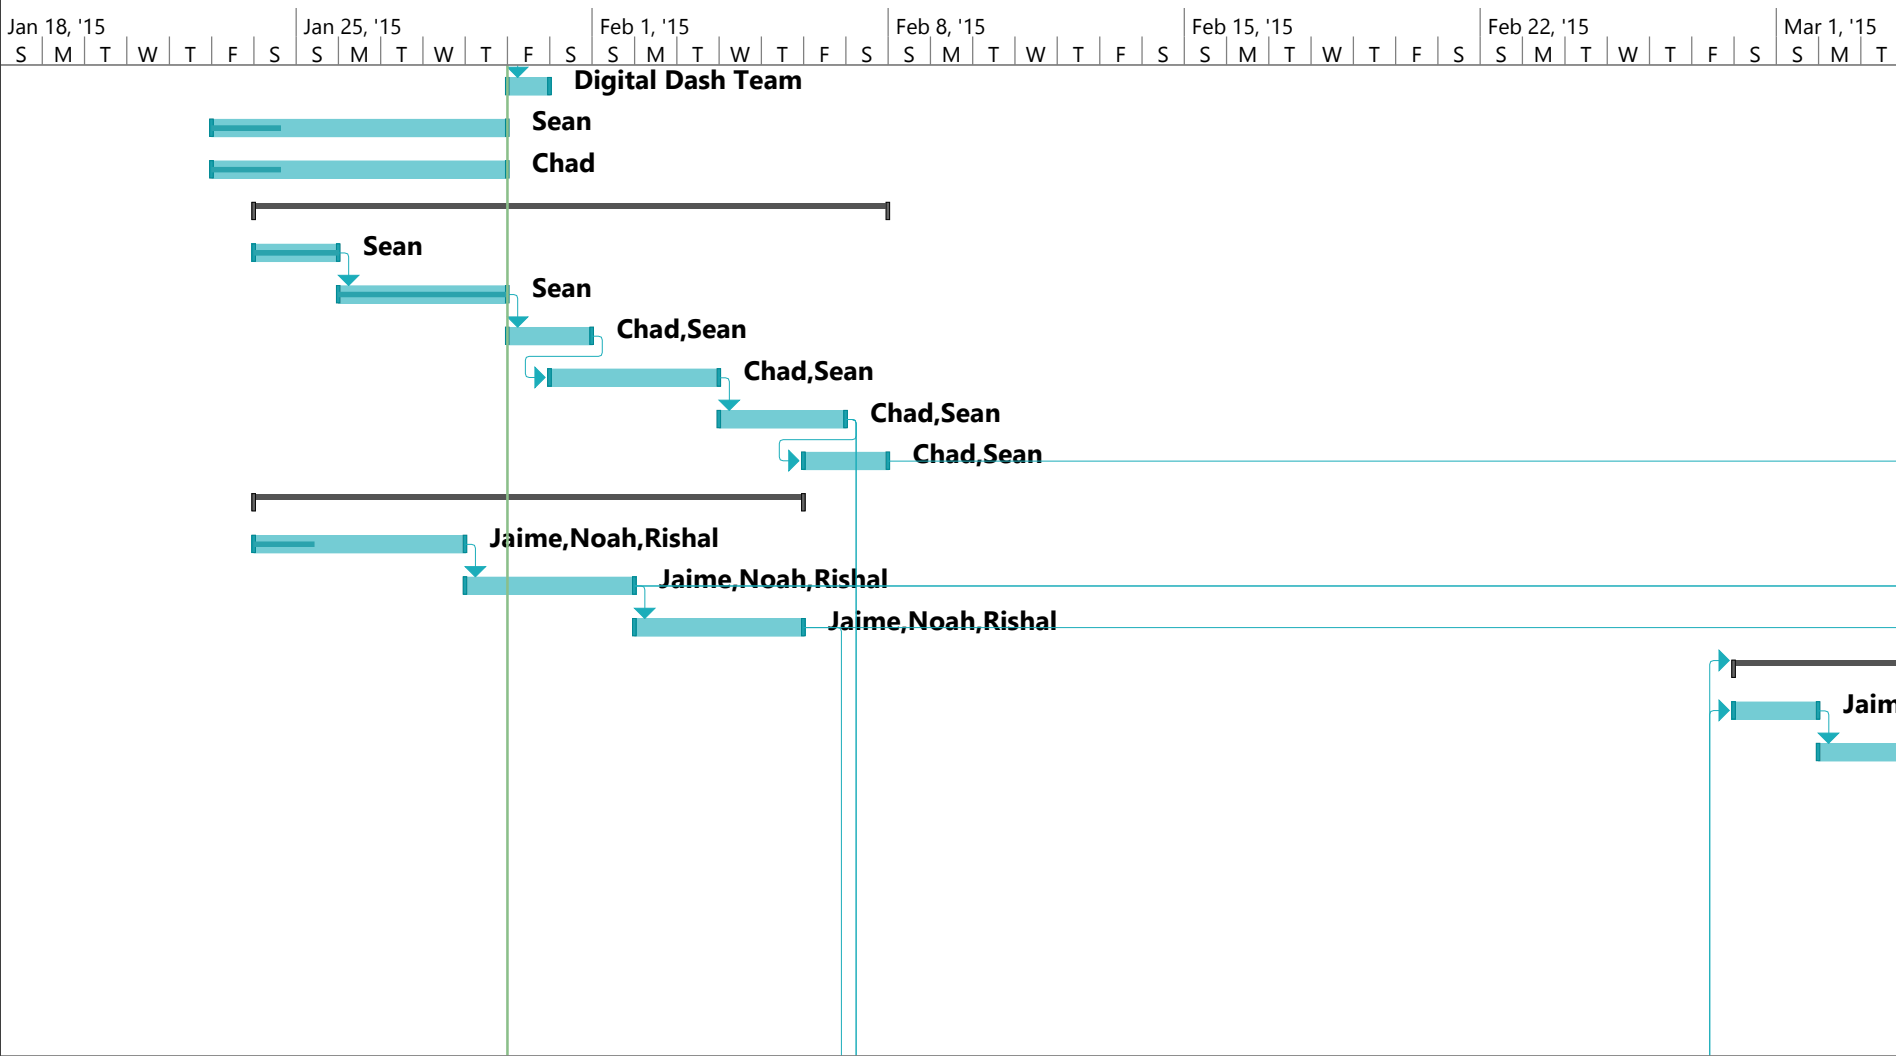 Jan 18, '15 Jan 25, '15 Feb 1, '15 Feb 8, '15 Feb 15, '15 Feb 22, '15 Mar 1, '15
S M T W T F S S M T W T F S S M T W T F S S M T W T F S S M T W T F S S M T W T F S S M T
Digital Dash Team
Sean
Chad
Sean
Sean
Chad,Sean
Chad,Sean
Chad,Sean
Chad,Sean
Jaime,Noah,Rishal
Jaime,Noah,Rishal
Jaime,Noah,Rishal
Jaim